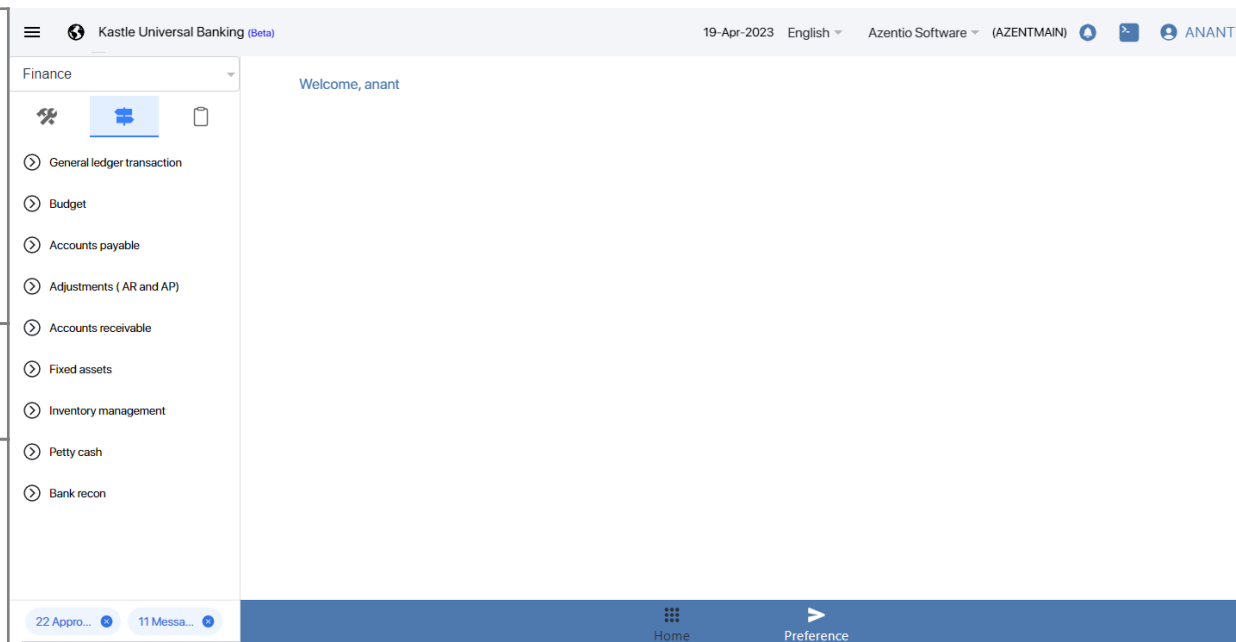 Kastle Universal Banking (Beta)
19-Apr-2023 English Azentio Software (AZENTMAIN) ANANT
Finance
Welcome, anant
General ledger transaction
Budget
Accounts payable
Adjustments ( AR and AP)
Accounts receivable
Fixed assets
Inventory management
Petty cash
Bank recon
22 Appro... 11 Messa...
Home Preference